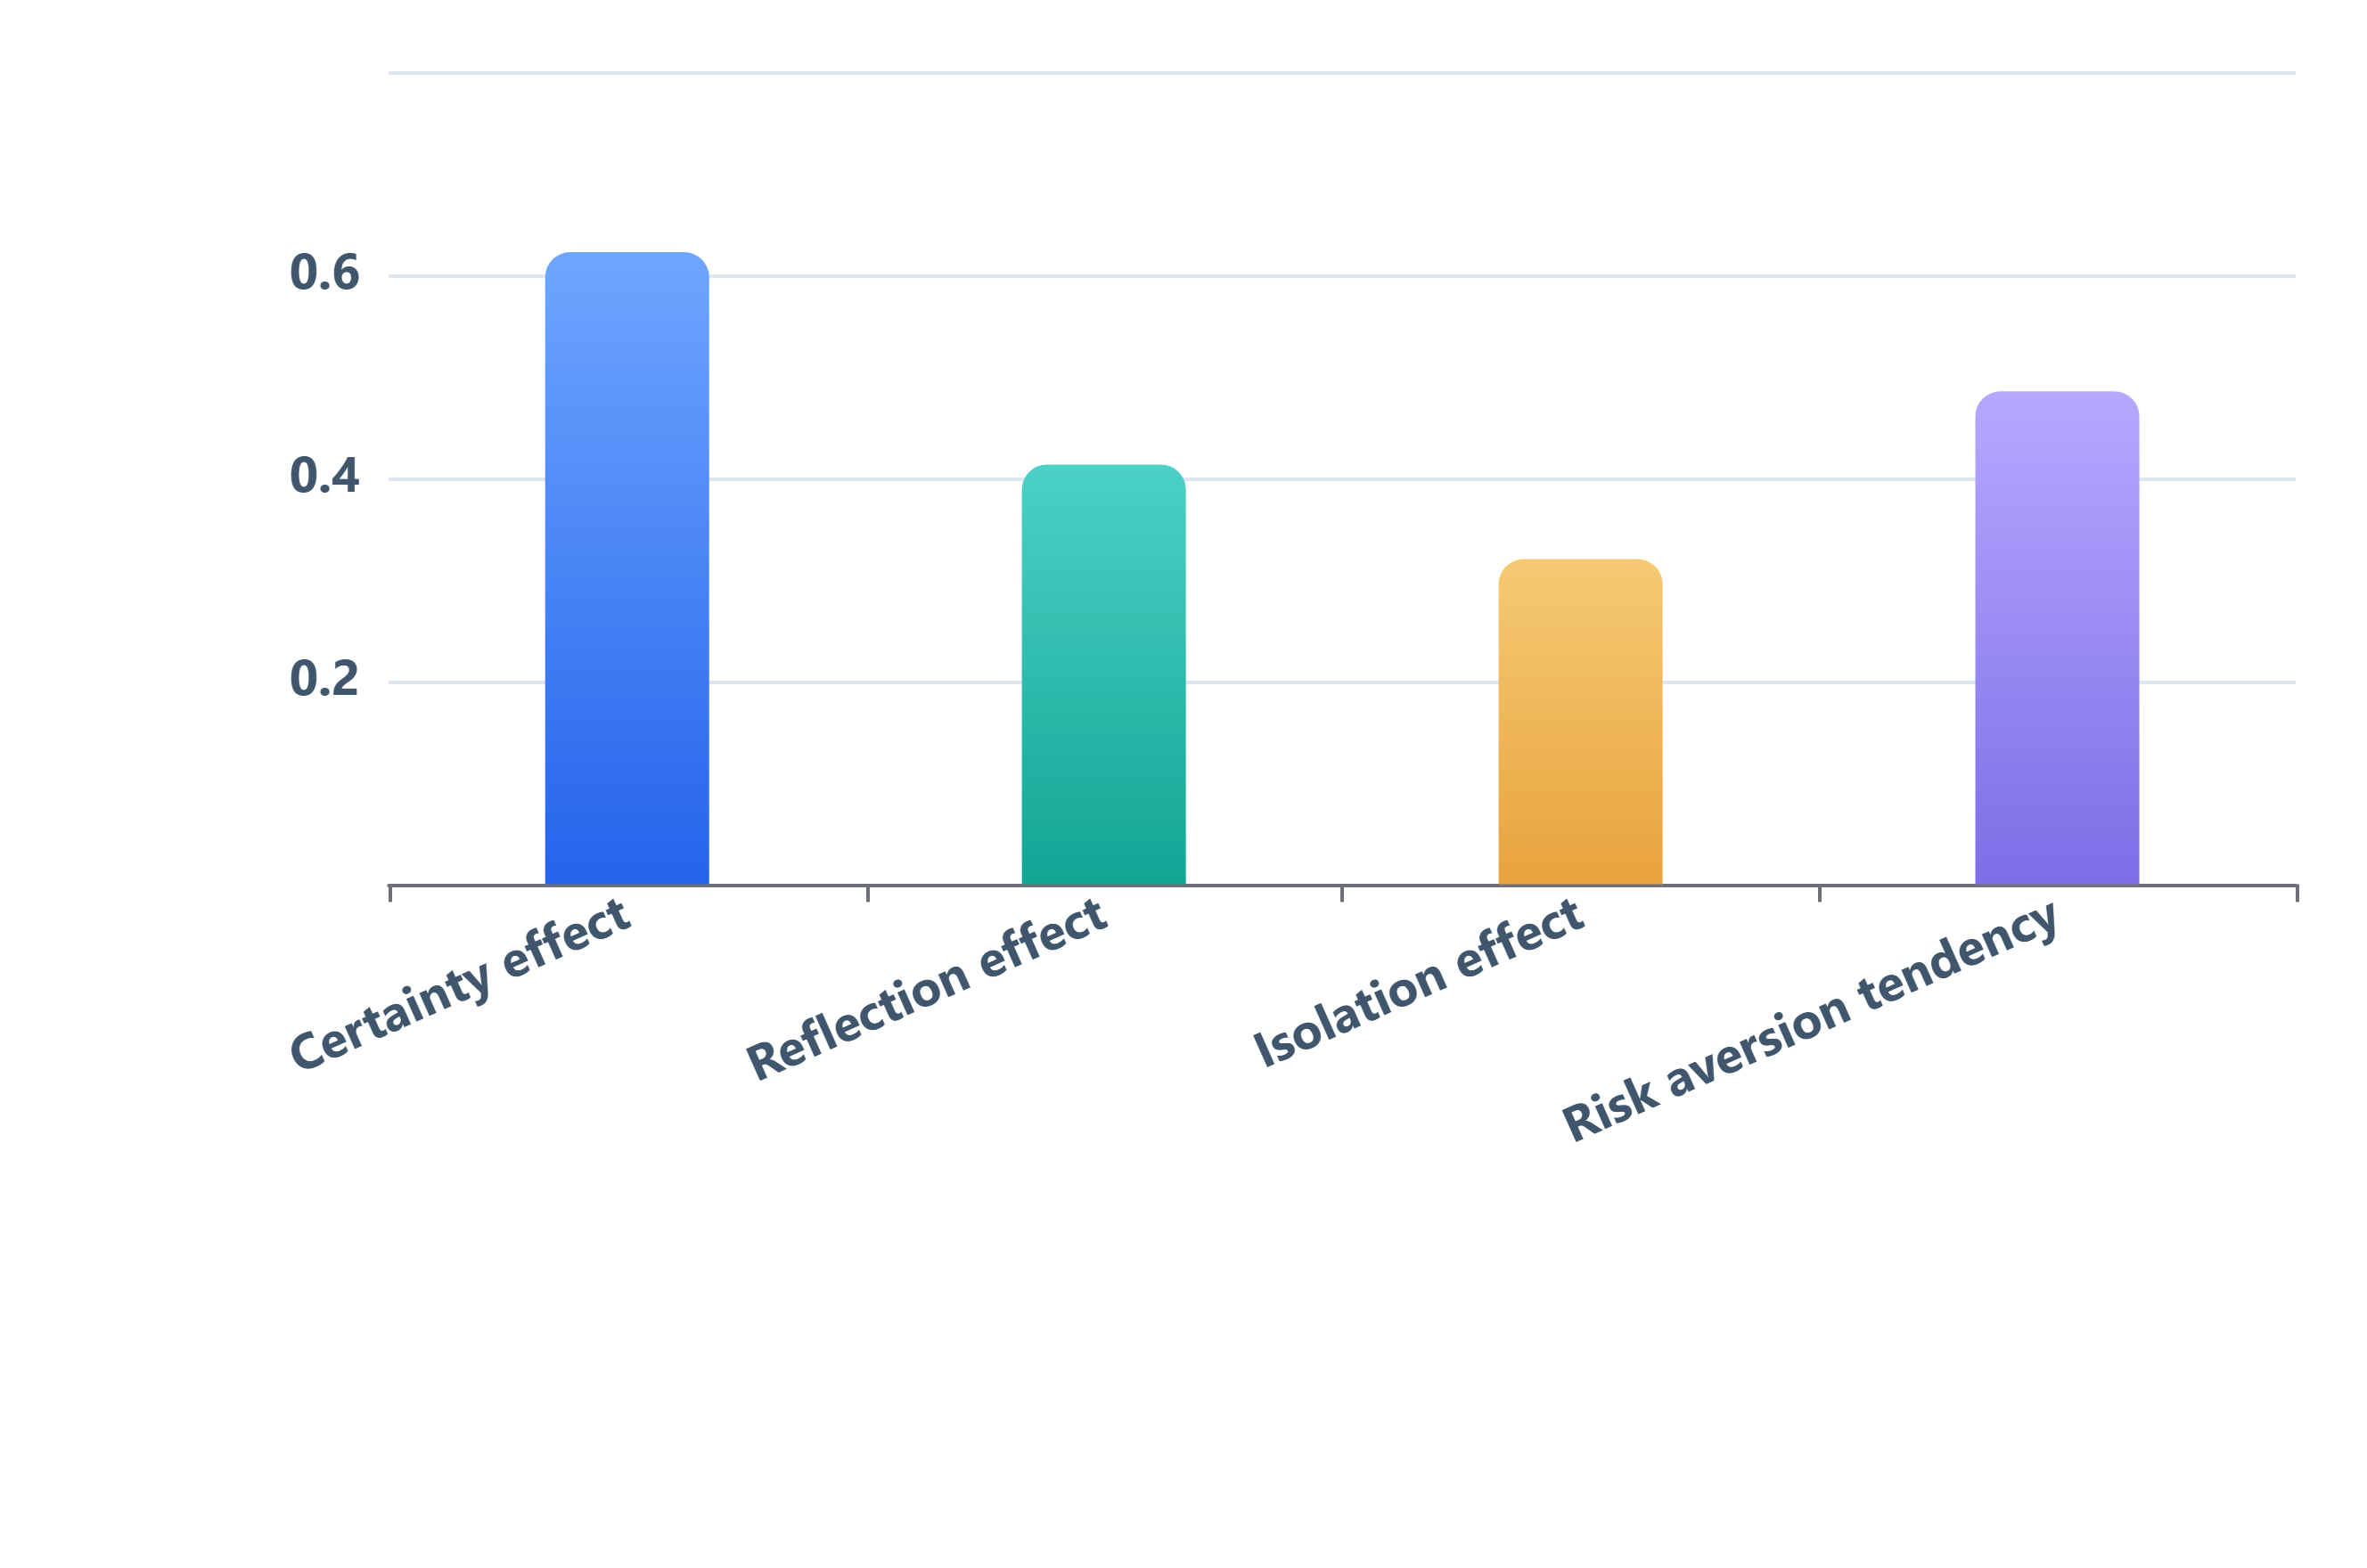 0.6
0.4
0.2
Certainty effect
Reflection effect
Isolation effect
Risk aversion tendency